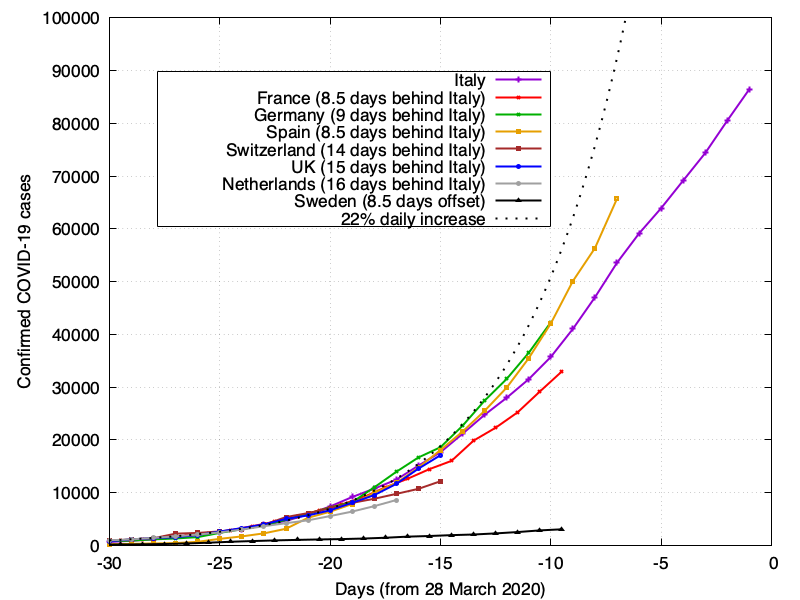 100000
90000
80000
70000
60000
50000
40000
30000
20000
10000
0
Confirmed COVID-19 cases
Italy
France (8.5 days behind Italy)
Germany (9 days behind Italy)
Spain (8.5 days behind Italy)
Switzerland (14 days behind Italy)
UK (15 days behind Italy)
Netherlands (16 days behind Italy)
Sweden (8.5 days offset)
22% daily increase
-30 -25 -20 -15 -10 -5 0
Days (from 28 March 2020)